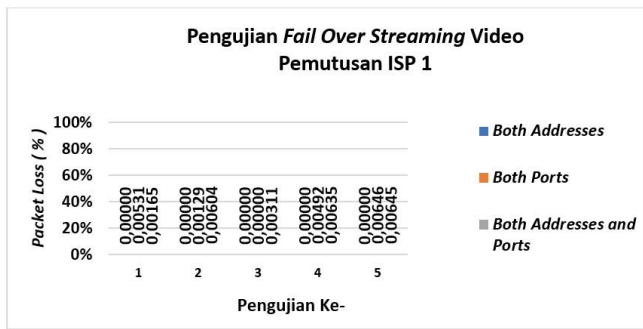 Pengujian Fail Over Streaming Video
Pemutusan ISP 1
Packet Loss ( % )
100%
80%
60%
40%
20%
0%
0,00000
0,00531
0,00165
0,00000
0,00129
0,00604
0,00000
0,00000
0,00311
0,00000
0,00492
0,00635
0,00000
0,00646
0,00645
1 2 3 4 5
Pengujian Ke-
Both Addresses
Both Ports
Both Addresses and
Ports